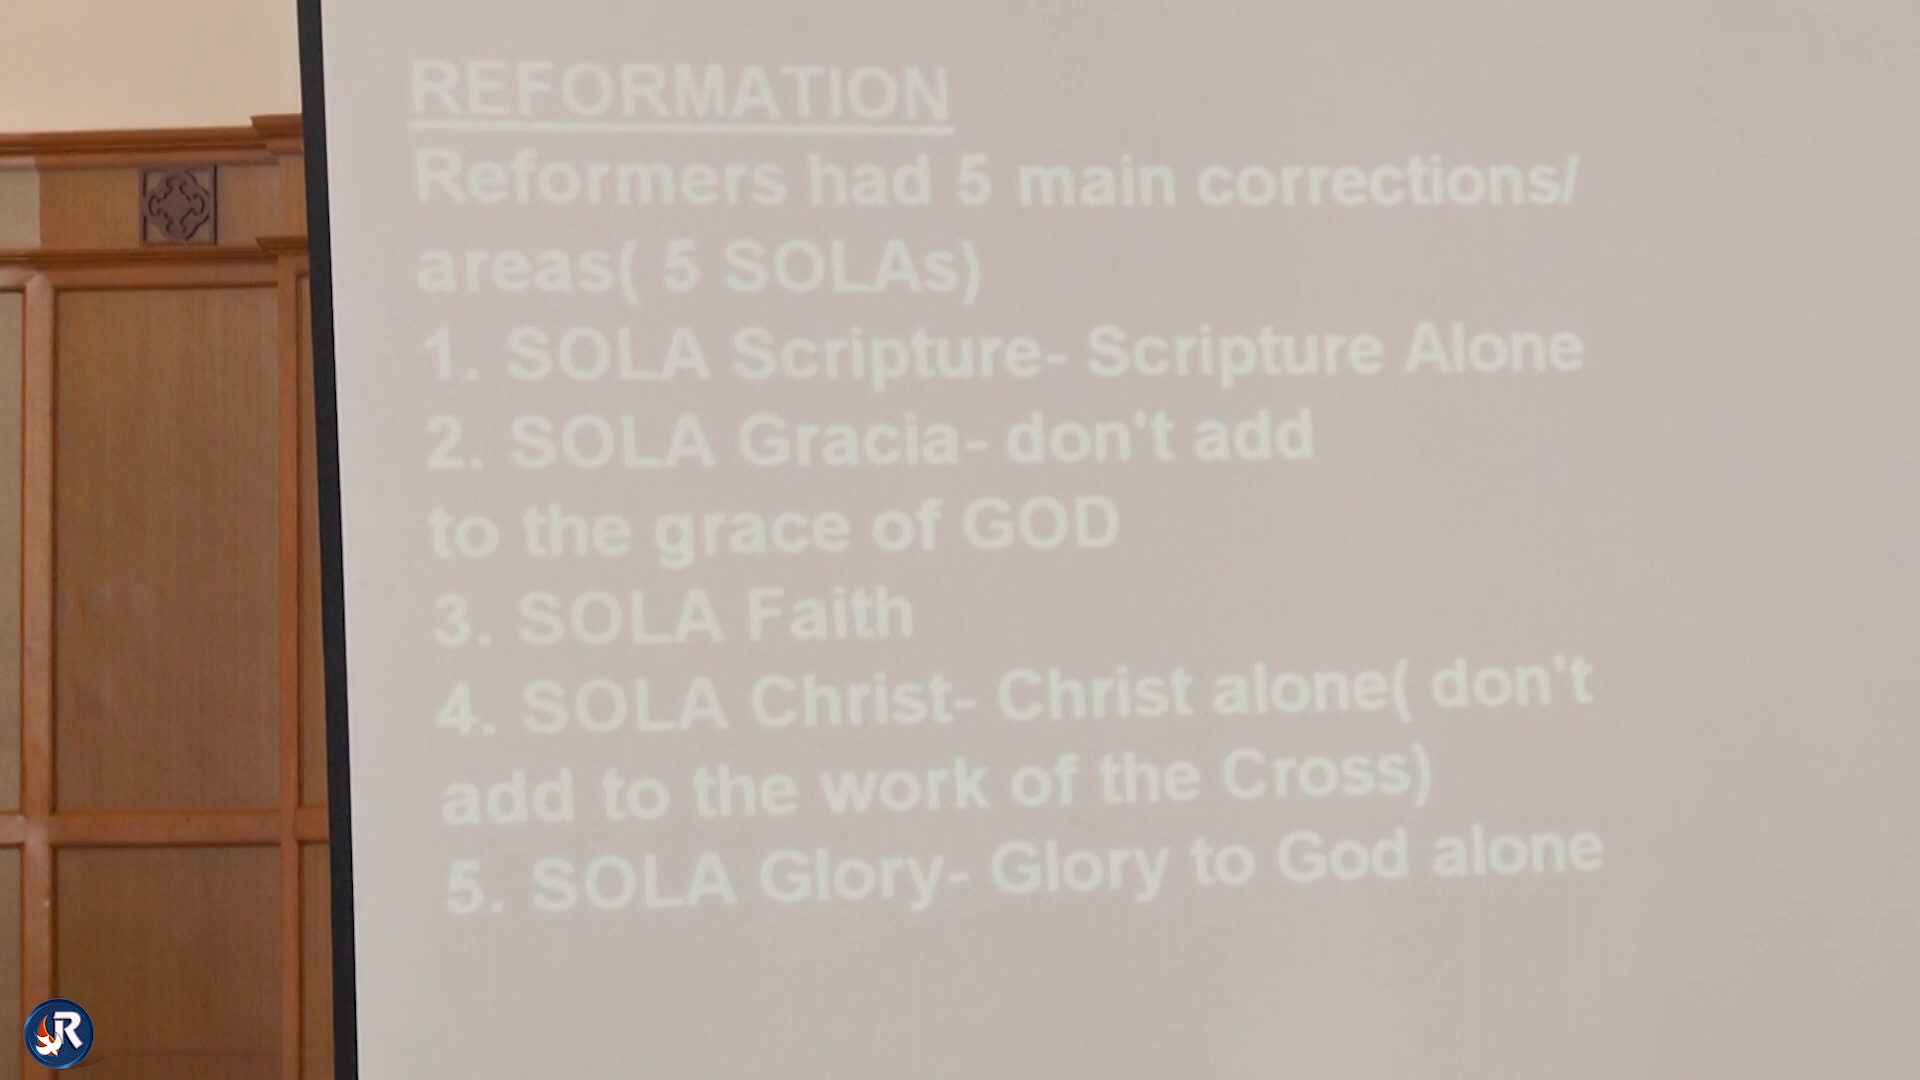 REFORMATION
Reformers had 5 main corrections/
areas( 5 SOLAs)
1. SOLA Scripture- Scripture Alone
2. SOLA Gracia- don't add
to the grace of GOD
3. SOLA Faith
4. SOLA Christ- Christ alone( don't
add to the work of the Cross)
5. SOLA Glory- Glory to God alone
JR